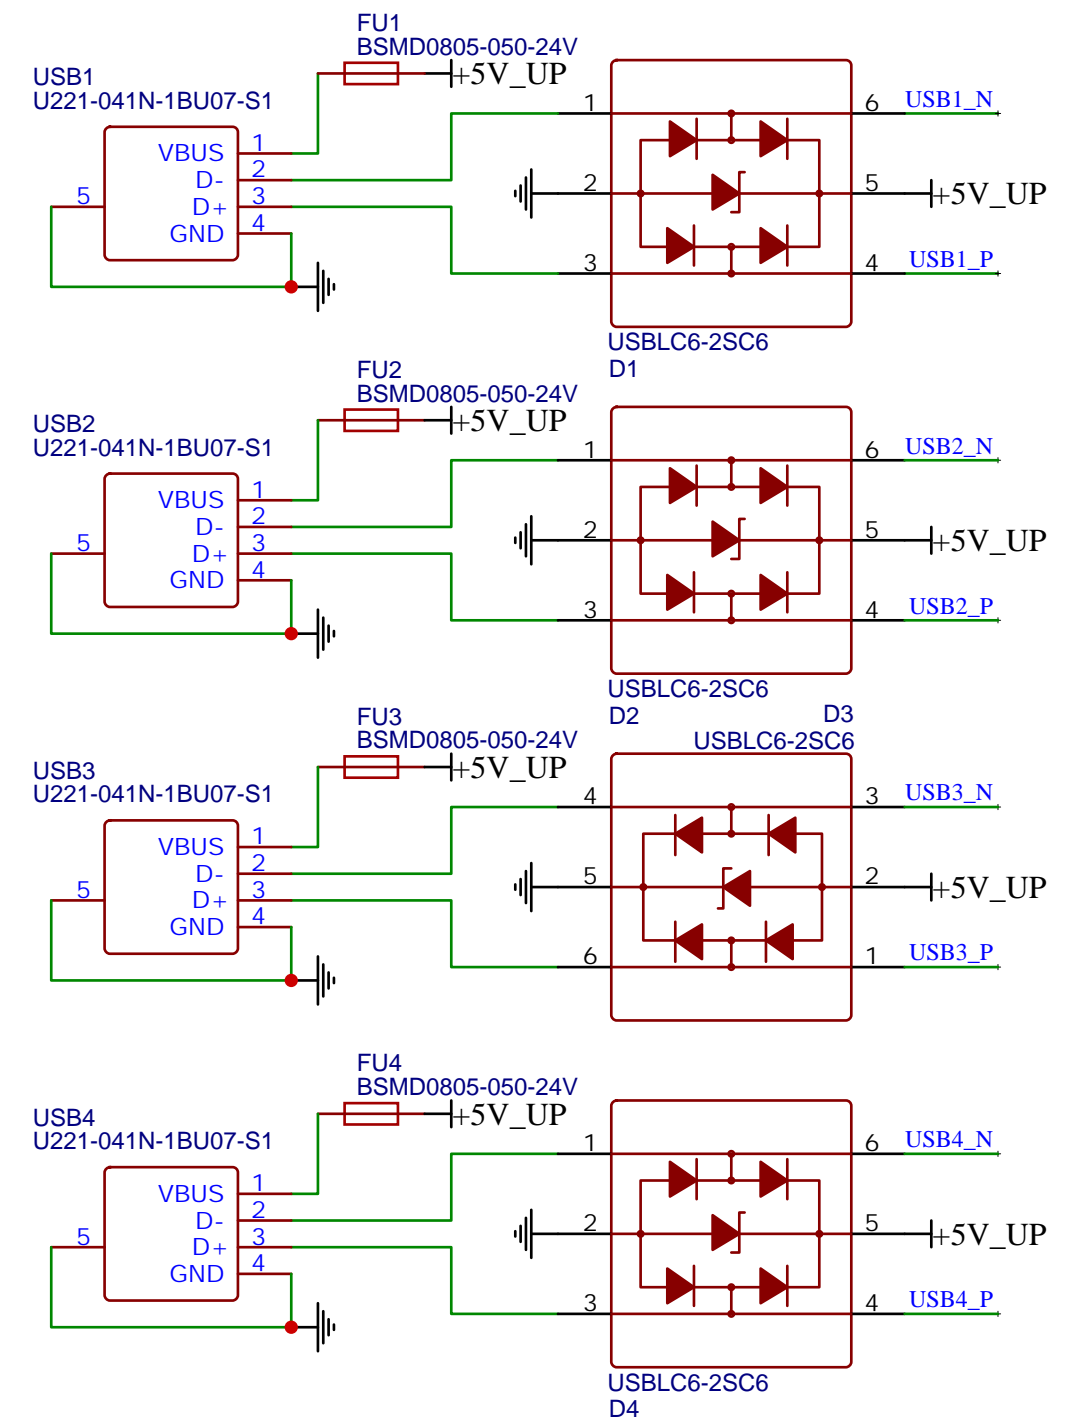 FU1
BSMD0805-050-24V
+5V_UP
USB1
U221-041N-1BU07-S1
VBUS 1
D- 2
D+ 3
GND 4
5
1
2
3
6 USB1_N
5 +5V_UP
4 USB1_P
USBLC6-2SC6
D1
FU2
BSMD0805-050-24V
+5V_UP
USB2
U221-041N-1BU07-S1
VBUS 1
D- 2
D+ 3
GND 4
5
1
2
3
6 USB2_N
5 +5V_UP
4 USB2_P
USBLC6-2SC6
D2
FU3
BSMD0805-050-24V
+5V_UP
USB3
U221-041N-1BU07-S1
VBUS 1
D- 2
D+ 3
GND 4
5
D3
USBLC6-2SC6
4
5
6
3 USB3_N
2 +5V_UP
1 USB3_P
FU4
BSMD0805-050-24V
+5V_UP
USB4
U221-041N-1BU07-S1
VBUS 1
D- 2
D+ 3
GND 4
5
1
2
3
6 USB4_N
5 +5V_UP
4 USB4_P
USBLC6-2SC6
D4